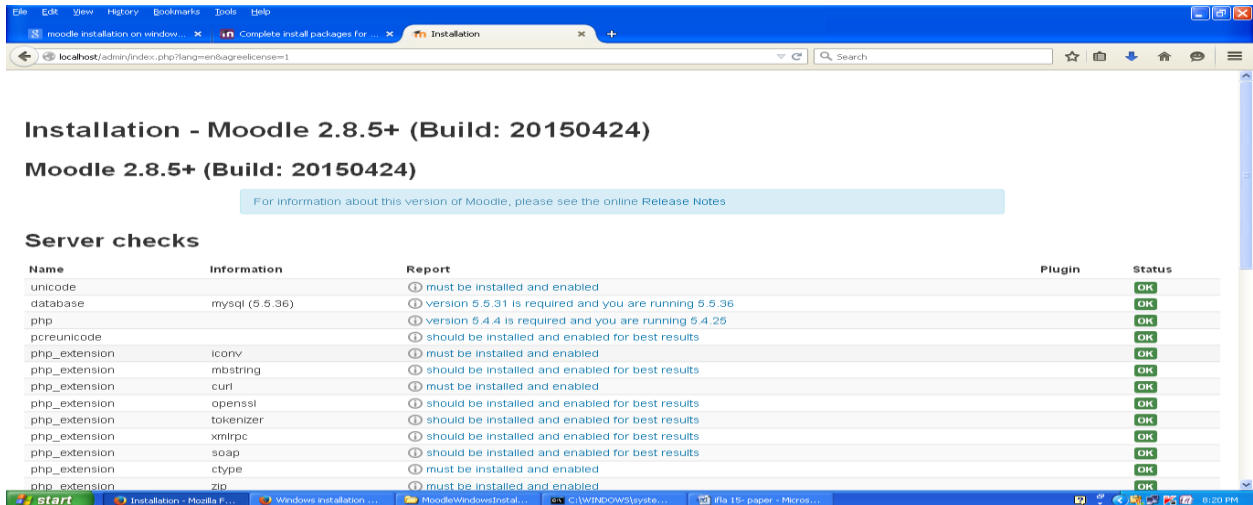 File Edit View History Bookmarks Tools Help
moodle installation on window... Complete install packages for ... Installation
localhost/admin/index.php?lang=en&agreelicense=1 Search
Installation - Moodle 2.8.5+ (Build: 20150424)
Moodle 2.8.5+ (Build: 20150424)
For information about this version of Moodle, please see the online Release Notes
Server checks
Name Information Report Plugin Status
unicode must be installed and enabled OK
database mysql (5.5.36) version 5.5.31 is required and you are running 5.5.36 OK
php version 5.4.4 is required and you are running 5.4.25 OK
pcreunicode should be installed and enabled for best results OK
php_extension iconv must be installed and enabled OK
php_extension mbstring should be installed and enabled for best results OK
php_extension curl must be installed and enabled OK
php_extension openssl should be installed and enabled for best results OK
php_extension tokenizer should be installed and enabled for best results OK
php_extension xmlrpc should be installed and enabled for best results OK
php_extension soap should be installed and enabled for best results OK
php_extension ctype must be installed and enabled OK
php_extension zip must be installed and enabled OK
start Installation - Mozilla F... Windows installation ... MoodleWindowsInstal... C:\WINDOWS\syste... ifla 15- paper - Micros... 8:20 PM